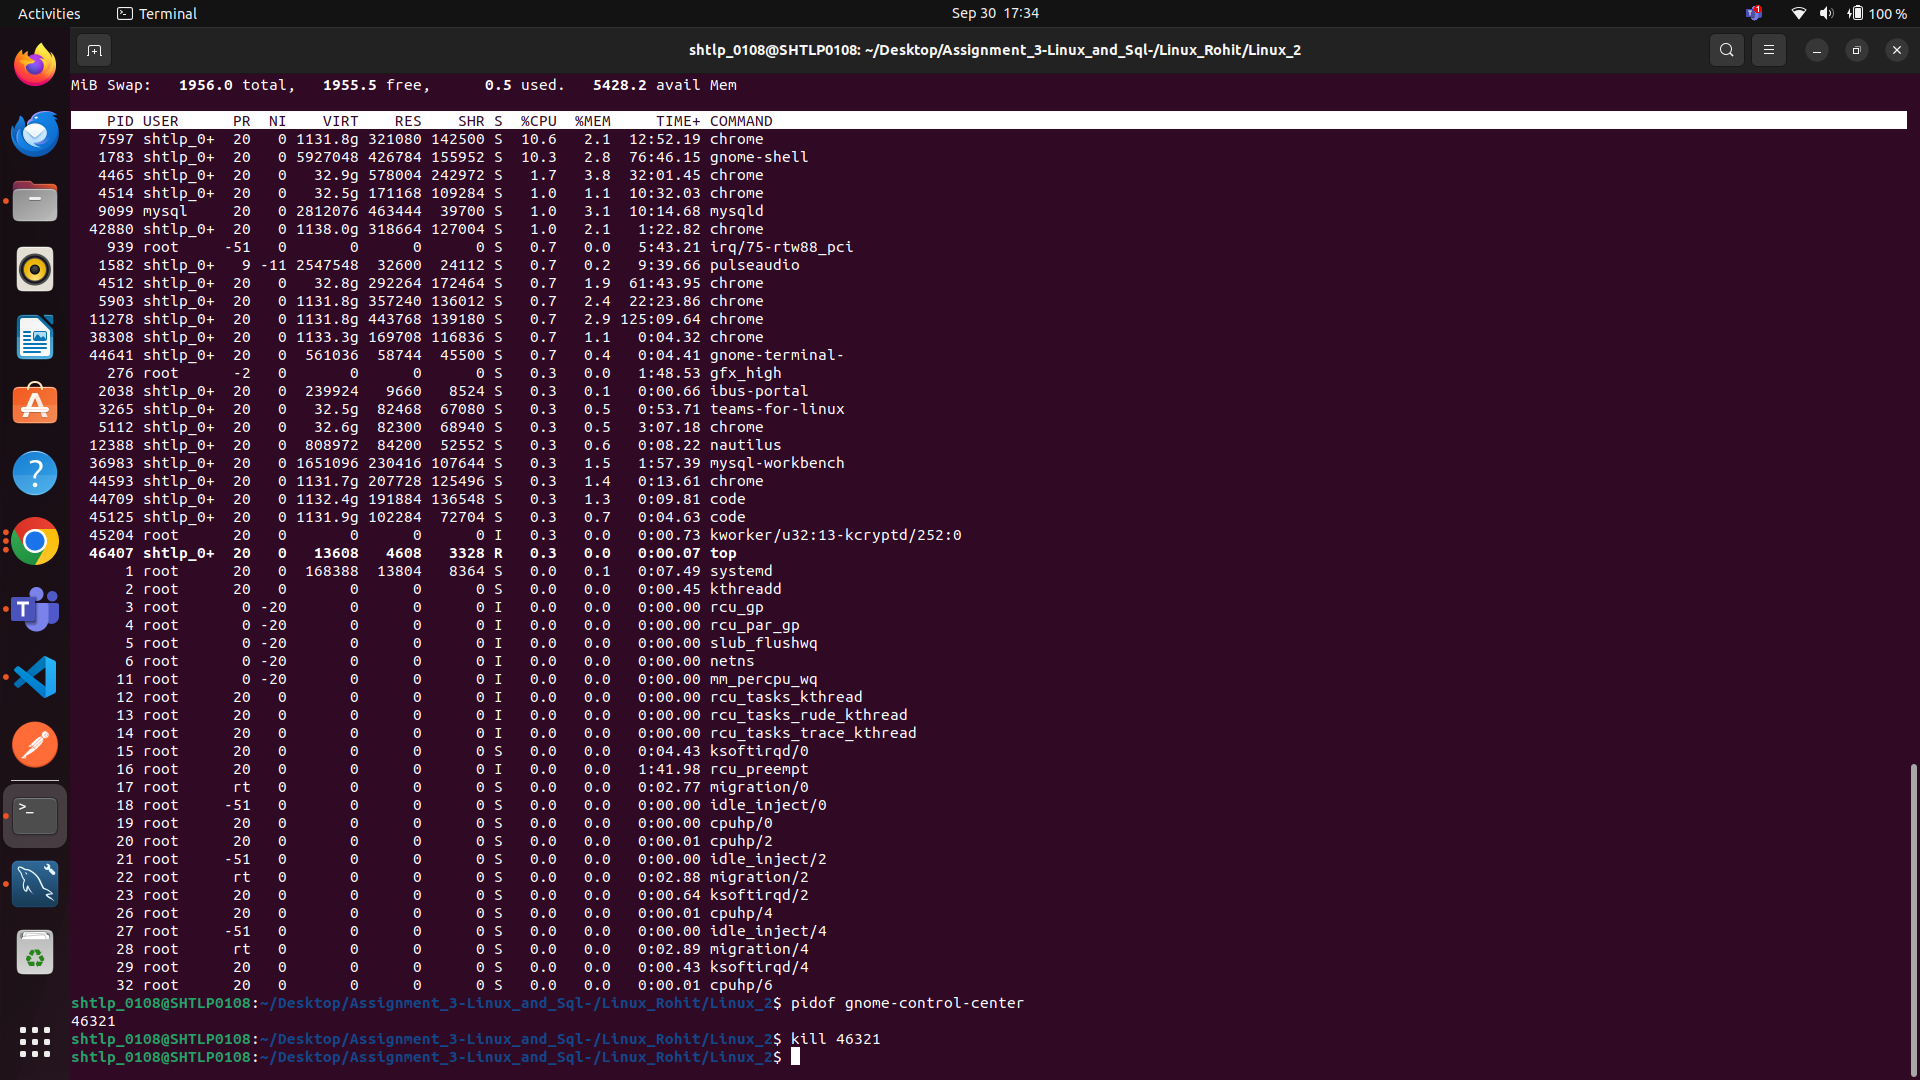 Activities Terminal Sep 30 17:34 100 %
shtlp_0108@SHTLP0108: ~/Desktop/Assignment_3-Linux_and_Sql-/Linux_Rohit/Linux_2
MiB Swap:   1956.0 total,   1955.5 free,      0.5 used.   5428.2 avail Mem
    PID USER      PR  NI    VIRT    RES    SHR S  %CPU  %MEM     TIME+ COMMAND
   7597 shtlp_0+  20   0 1131.8g 321080 142500 S  10.6   2.1  12:52.19 chrome
   1783 shtlp_0+  20   0 5927048 426784 155952 S  10.3   2.8  76:46.15 gnome-shell
   4465 shtlp_0+  20   0   32.9g 578004 242972 S   1.7   3.8  32:01.45 chrome
   4514 shtlp_0+  20   0   32.5g 171168 109284 S   1.0   1.1  10:32.03 chrome
   9099 mysql     20   0 2812076 463444  39700 S   1.0   3.1  10:14.68 mysqld
  42880 shtlp_0+  20   0 1138.0g 318664 127004 S   1.0   2.1   1:22.82 chrome
    939 root     -51   0       0      0      0 S   0.7   0.0   5:43.21 irq/75-rtw88_pci
   1582 shtlp_0+   9 -11 2547548  32600  24112 S   0.7   0.2   9:39.66 pulseaudio
   4512 shtlp_0+  20   0   32.8g 292264 172464 S   0.7   1.9  61:43.95 chrome
   5903 shtlp_0+  20   0 1131.8g 357240 136012 S   0.7   2.4  22:23.86 chrome
  11278 shtlp_0+  20   0 1131.8g 443768 139180 S   0.7   2.9 125:09.64 chrome
  38308 shtlp_0+  20   0 1133.3g 169708 116836 S   0.7   1.1   0:04.32 chrome
  44641 shtlp_0+  20   0  561036  58744  45500 S   0.7   0.4   0:04.41 gnome-terminal-
    276 root      -2   0       0      0      0 S   0.3   0.0   1:48.53 gfx_high
   2038 shtlp_0+  20   0  239924   9660   8524 S   0.3   0.1   0:00.66 ibus-portal
   3265 shtlp_0+  20   0   32.5g  82468  67080 S   0.3   0.5   0:53.71 teams-for-linux
   5112 shtlp_0+  20   0   32.6g  82300  68940 S   0.3   0.5   3:07.18 chrome
  12388 shtlp_0+  20   0  808972  84200  52552 S   0.3   0.6   0:08.22 nautilus
  36983 shtlp_0+  20   0 1651096 230416 107644 S   0.3   1.5   1:57.39 mysql-workbench
  44593 shtlp_0+  20   0 1131.7g 207728 125496 S   0.3   1.4   0:13.61 chrome
  44709 shtlp_0+  20   0 1132.4g 191884 136548 S   0.3   1.3   0:09.81 code
  45125 shtlp_0+  20   0 1131.9g 102284  72704 S   0.3   0.7   0:04.63 code
  45204 root      20   0       0      0      0 I   0.3   0.0   0:00.73 kworker/u32:13-kcryptd/252:0
  46407 shtlp_0+  20   0   13608   4608   3328 R   0.3   0.0   0:00.07 top
      1 root      20   0  168388  13804   8364 S   0.0   0.1   0:07.49 systemd
      2 root      20   0       0      0      0 S   0.0   0.0   0:00.45 kthreadd
      3 root       0 -20       0      0      0 I   0.0   0.0   0:00.00 rcu_gp
      4 root       0 -20       0      0      0 I   0.0   0.0   0:00.00 rcu_par_gp
      5 root       0 -20       0      0      0 I   0.0   0.0   0:00.00 slub_flushwq
      6 root       0 -20       0      0      0 I   0.0   0.0   0:00.00 netns
     11 root       0 -20       0      0      0 I   0.0   0.0   0:00.00 mm_percpu_wq
     12 root      20   0       0      0      0 I   0.0   0.0   0:00.00 rcu_tasks_kthread
     13 root      20   0       0      0      0 I   0.0   0.0   0:00.00 rcu_tasks_rude_kthread
     14 root      20   0       0      0      0 I   0.0   0.0   0:00.00 rcu_tasks_trace_kthread
     15 root      20   0       0      0      0 S   0.0   0.0   0:04.43 ksoftirqd/0
     16 root      20   0       0      0      0 I   0.0   0.0   1:41.98 rcu_preempt
     17 root      rt   0       0      0      0 S   0.0   0.0   0:02.77 migration/0
     18 root     -51   0       0      0      0 S   0.0   0.0   0:00.00 idle_inject/0
     19 root      20   0       0      0      0 S   0.0   0.0   0:00.00 cpuhp/0
     20 root      20   0       0      0      0 S   0.0   0.0   0:00.01 cpuhp/2
     21 root     -51   0       0      0      0 S   0.0   0.0   0:00.00 idle_inject/2
     22 root      rt   0       0      0      0 S   0.0   0.0   0:02.88 migration/2
     23 root      20   0       0      0      0 S   0.0   0.0   0:00.64 ksoftirqd/2
     26 root      20   0       0      0      0 S   0.0   0.0   0:00.01 cpuhp/4
     27 root     -51   0       0      0      0 S   0.0   0.0   0:00.00 idle_inject/4
     28 root      rt   0       0      0      0 S   0.0   0.0   0:02.89 migration/4
     29 root      20   0       0      0      0 S   0.0   0.0   0:00.43 ksoftirqd/4
     32 root      20   0       0      0      0 S   0.0   0.0   0:00.01 cpuhp/6
shtlp_0108@SHTLP0108:~/Desktop/Assignment_3-Linux_and_Sql-/Linux_Rohit/Linux_2$ pidof gnome-control-center
46321
shtlp_0108@SHTLP0108:~/Desktop/Assignment_3-Linux_and_Sql-/Linux_Rohit/Linux_2$ kill 46321
shtlp_0108@SHTLP0108:~/Desktop/Assignment_3-Linux_and_Sql-/Linux_Rohit/Linux_2$